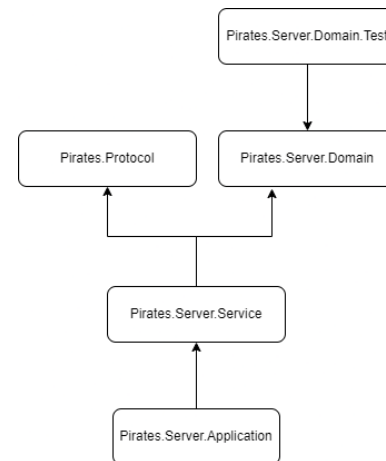 Pirates.Server.Domain.Test
Pirates.Protocol
Pirates.Server.Domain
Pirates.Server.Service
Pirates.Server.Application